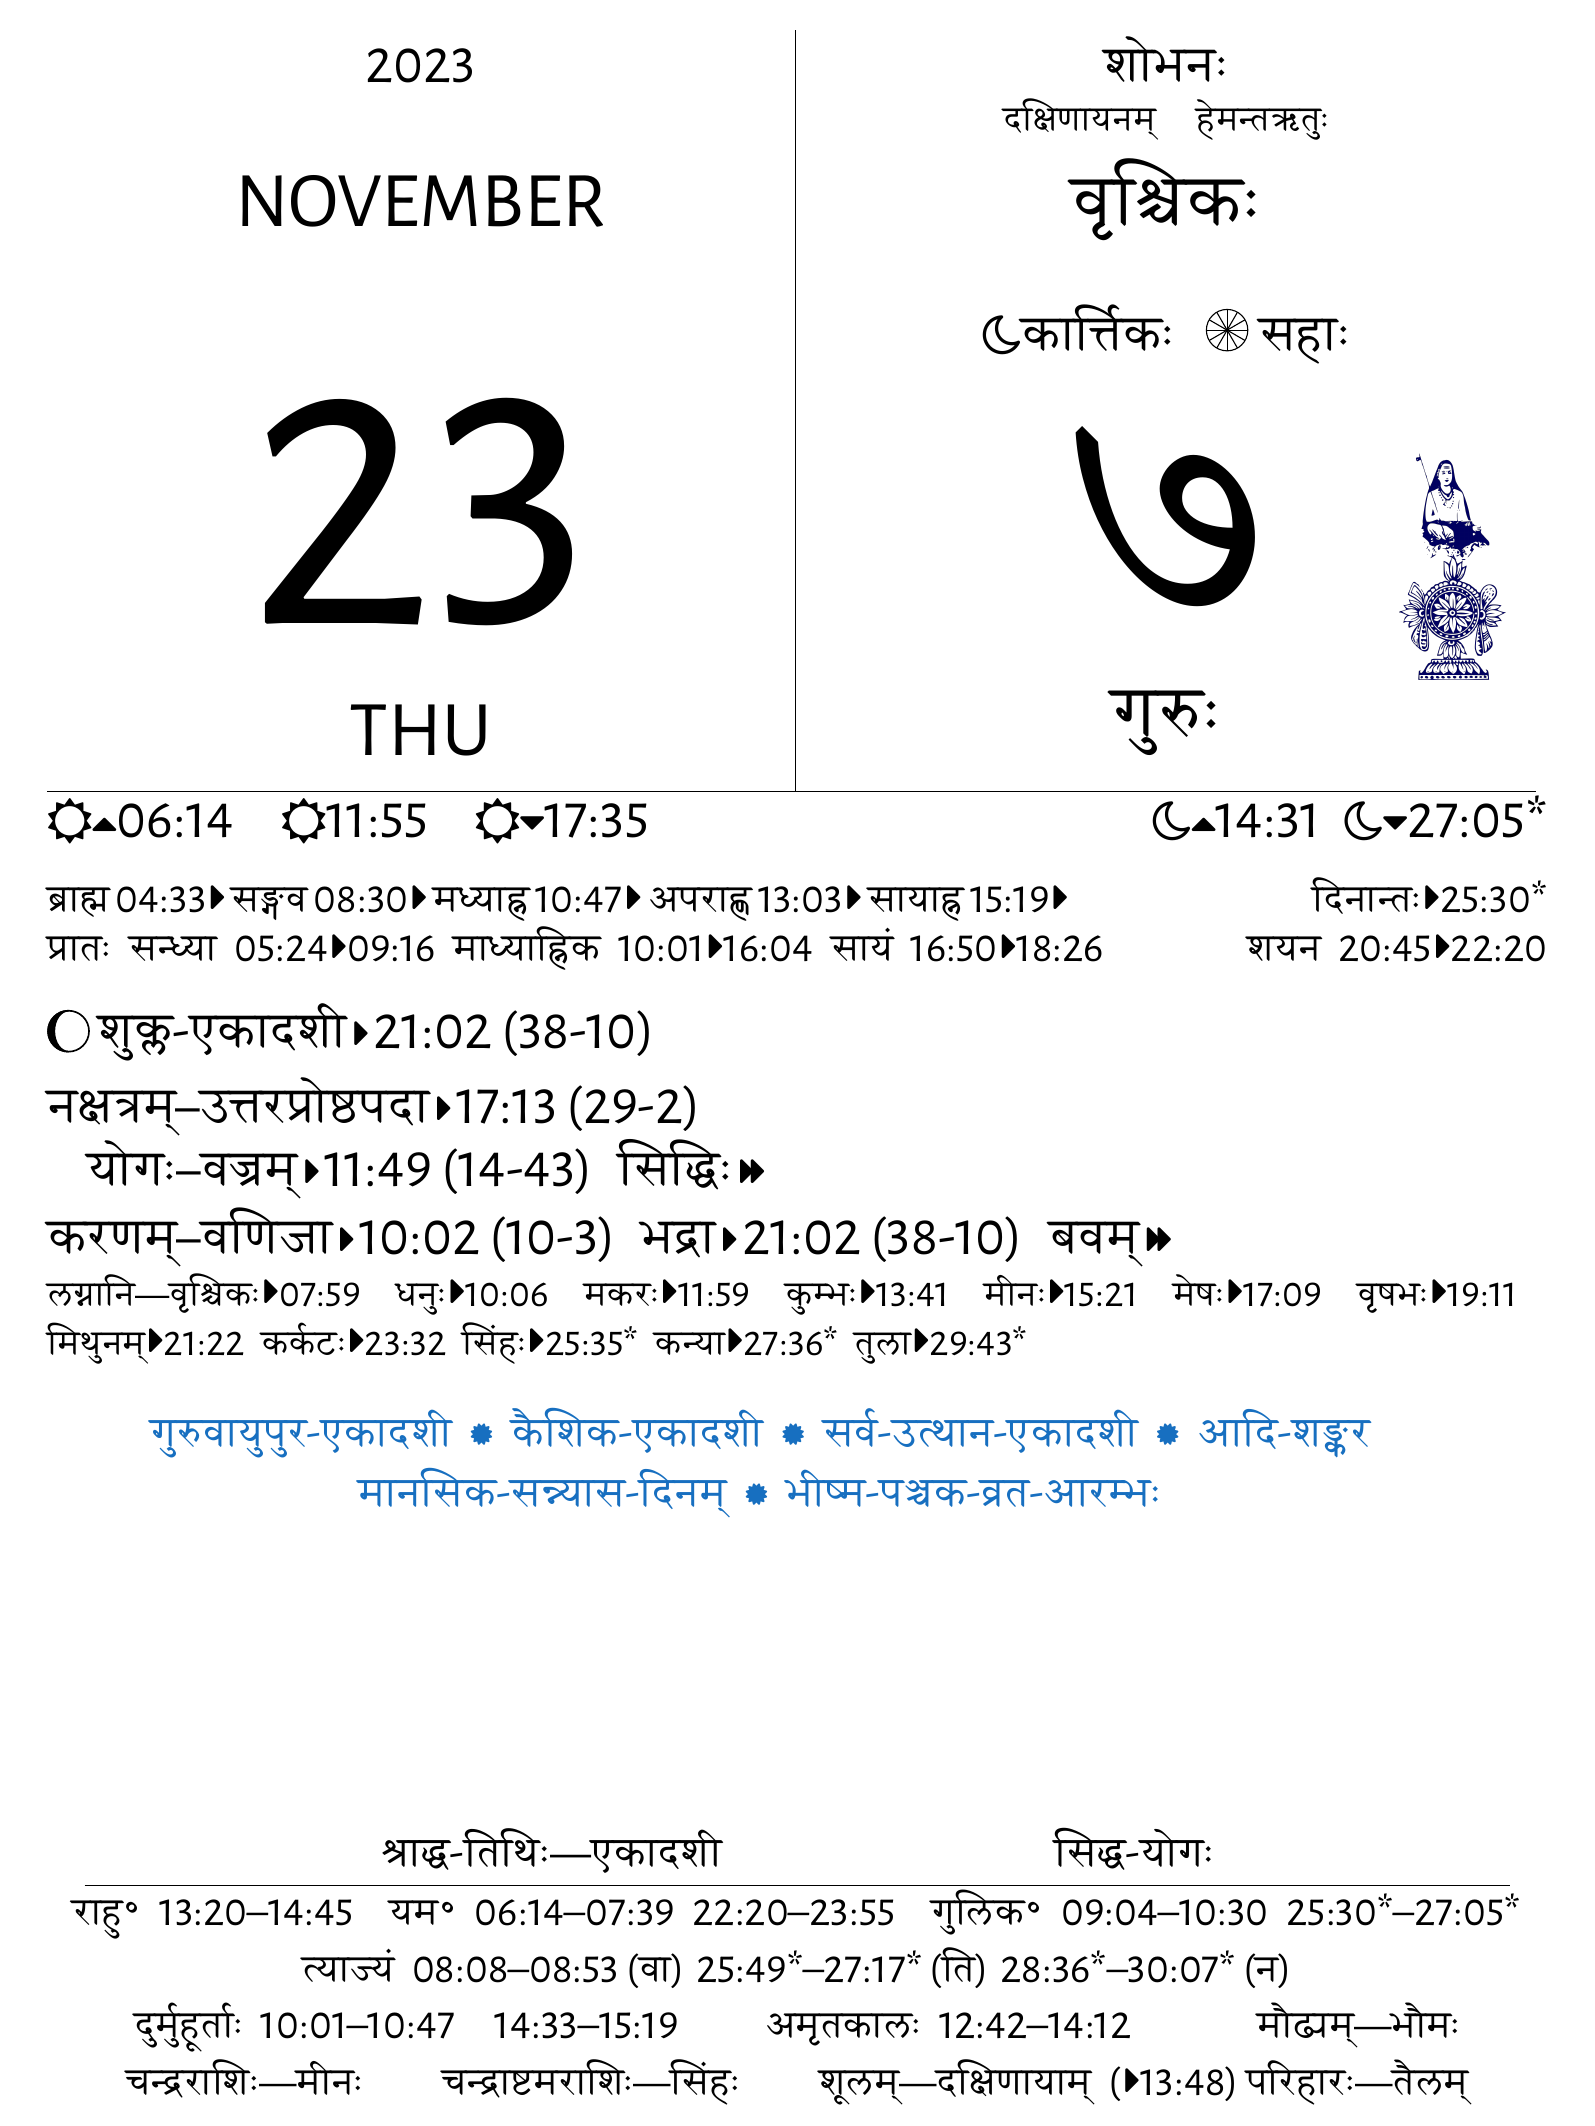 2023
NOVEMBER
23
THU
शोभनः
दक्षिणायनम् हेमन्तऋतुः
वृश्चिकः
कार्त्तिकः सहाः
७
गुरुः
06:14 11:55 17:35 14:31 27:05*
ब्राह्म 04:33 सङ्गव 08:30 मध्याह्न 10:47 अपराह्ण 13:03 सायाह्न 15:19 दिनान्तः 25:30*
प्रातः सन्ध्या 05:24 09:16 माध्याह्निक 10:01 16:04 सायं 16:50 18:26 शयन 20:45 22:20
शुक्ल-एकादशी 21:02 (38-10)
नक्षत्रम्–उत्तरप्रोष्ठपदा 17:13 (29-2)
योगः–वज्रम् 11:49 (14-43) सिद्धिः
करणम्–वणिजा 10:02 (10-3) भद्रा 21:02 (38-10) बवम्
लग्नानि—वृश्चिकः 07:59 धनुः 10:06 मकरः 11:59 कुम्भः 13:41 मीनः 15:21 मेषः 17:09 वृषभः 19:11
मिथुनम् 21:22 कर्कटः 23:32 सिंहः 25:35* कन्या 27:36* तुला 29:43*
गुरुवायुपुर-एकादशी ✹ कैशिक-एकादशी ✹ सर्व-उत्थान-एकादशी ✹ आदि-शङ्कर
मानसिक-सन्न्यास-दिनम् ✹ भीष्म-पञ्चक-व्रत-आरम्भः
श्राद्ध-तिथिः—एकादशी सिद्ध-योगः
राहु॰ 13:20–14:45 यम॰ 06:14–07:39 22:20–23:55 गुलिक॰ 09:04–10:30 25:30*–27:05*
त्याज्यं 08:08–08:53 (वा) 25:49*–27:17* (ति) 28:36*–30:07* (न)
दुर्मुहूर्ताः 10:01–10:47 14:33–15:19 अमृतकालः 12:42–14:12 मौढ्यम्—भौमः
चन्द्रराशिः—मीनः चन्द्राष्टमराशिः—सिंहः शूलम्—दक्षिणायाम् (13:48) परिहारः—तैलम्